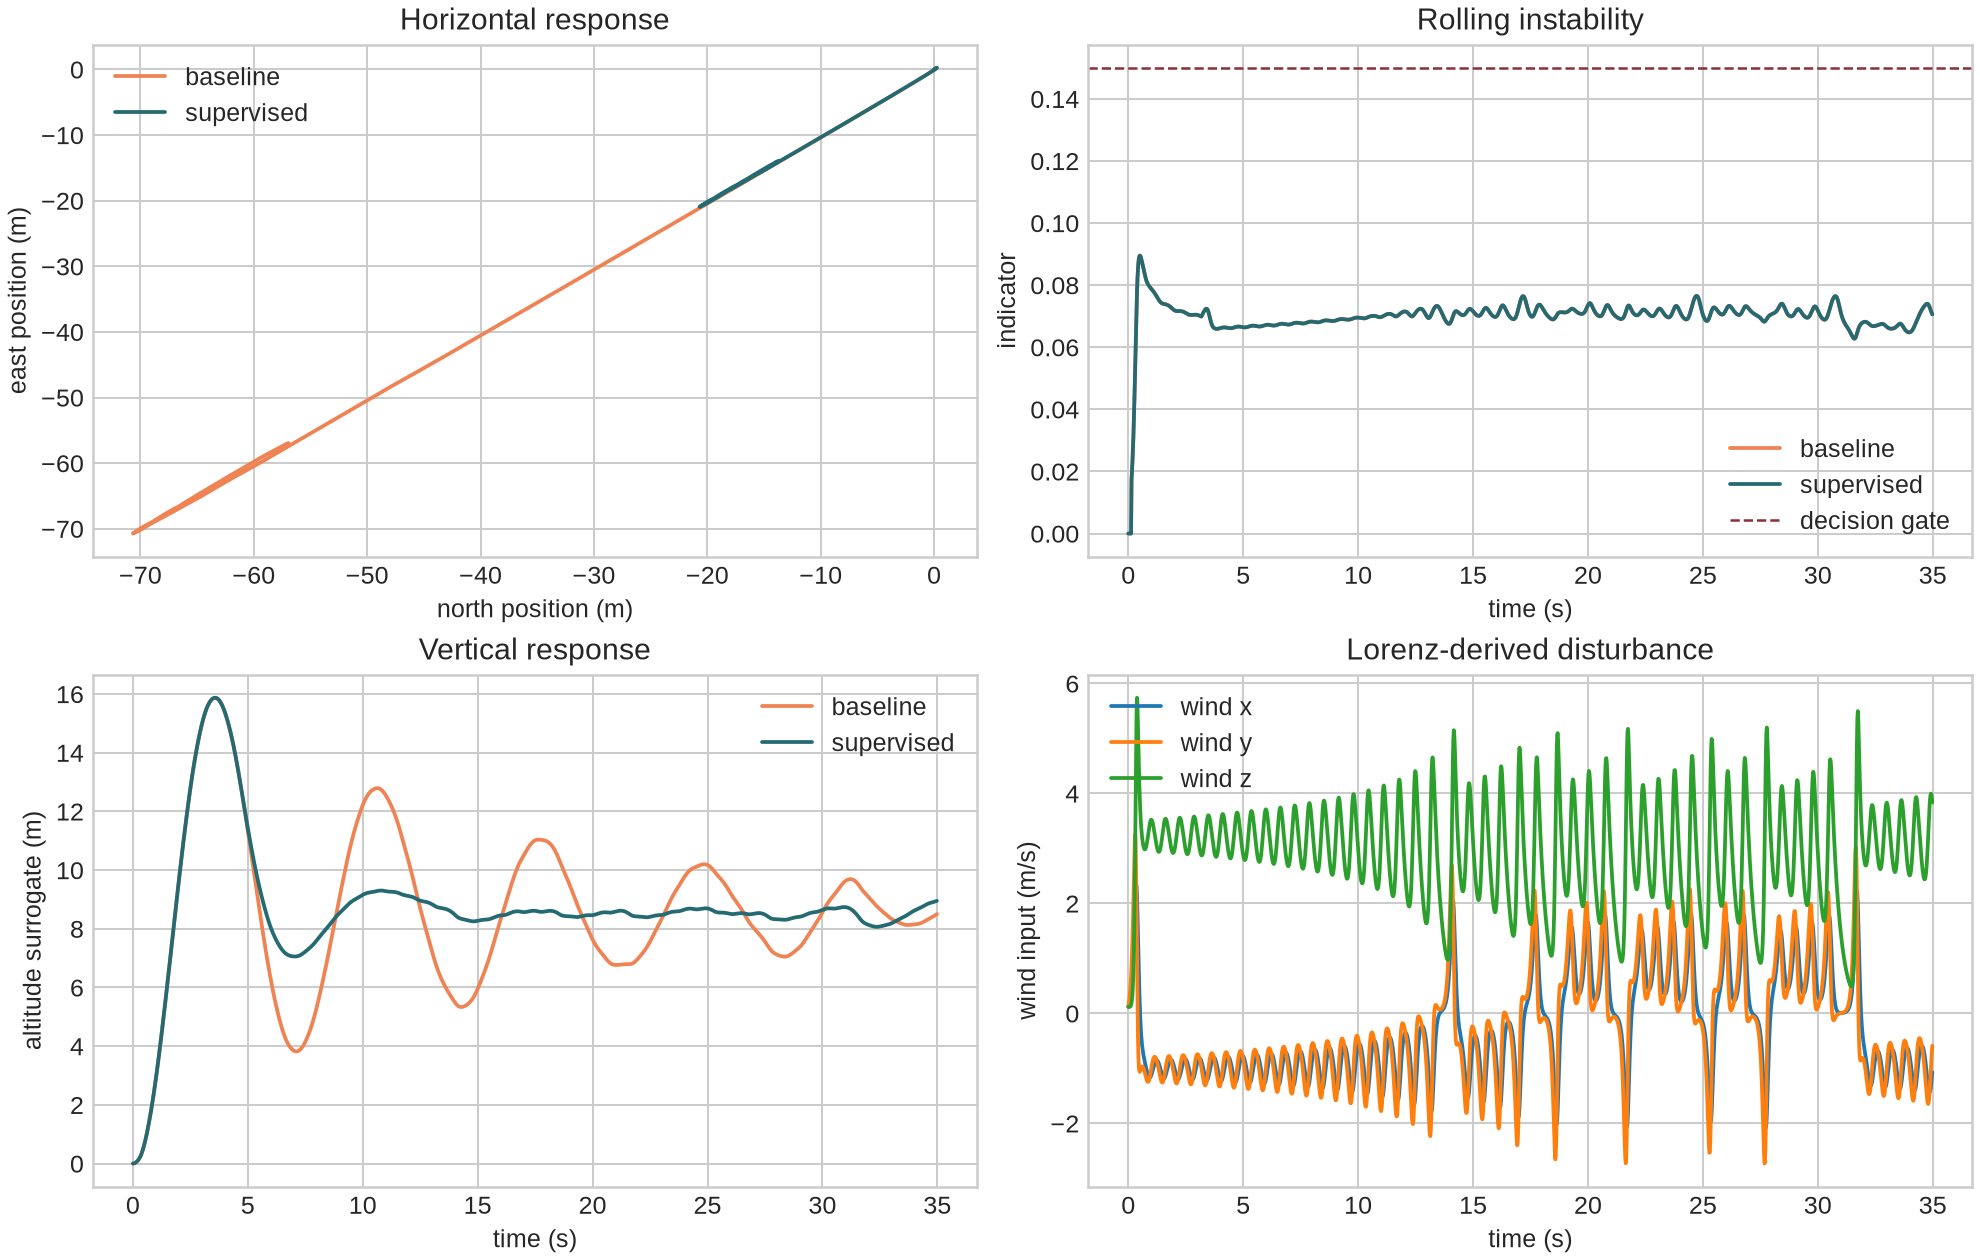 Horizontal response
baseline
supervised
east position (m)
0
−10
−20
−30
−40
−50
−60
−70
−70 −60 −50 −40 −30 −20 −10 0
north position (m)
Rolling instability
indicator
0.14
0.12
0.10
0.08
0.06
0.04
0.02
0.00
baseline
supervised
decision gate
0 5 10 15 20 25 30 35
time (s)
Vertical response
baseline
supervised
altitude surrogate (m)
16
14
12
10
8
6
4
2
0
0 5 10 15 20 25 30 35
time (s)
Lorenz-derived disturbance
wind x
wind y
wind z
wind input (m/s)
6
4
2
0
−2
0 5 10 15 20 25 30 35
time (s)